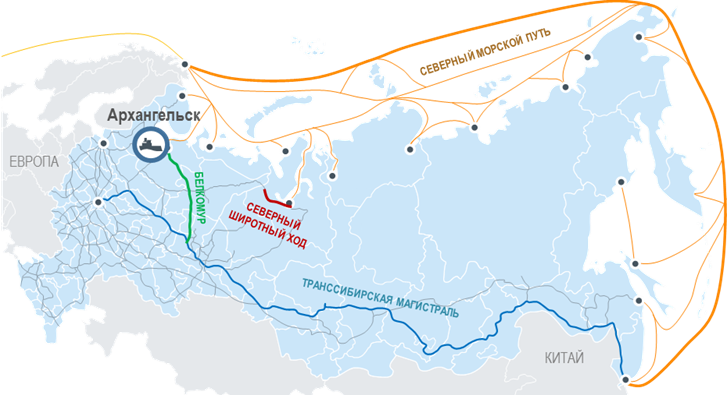 СЕВЕРНЫЙ МОРСКОЙ ПУТЬ
Архангельск
ЕВРОПА
БЕЛКОМУР
СЕВЕРНЫЙ
ШИРОТНЫЙ ХОД
ТРАНССИБИРСКАЯ МАГИСТРАЛЬ
КИТАЙ